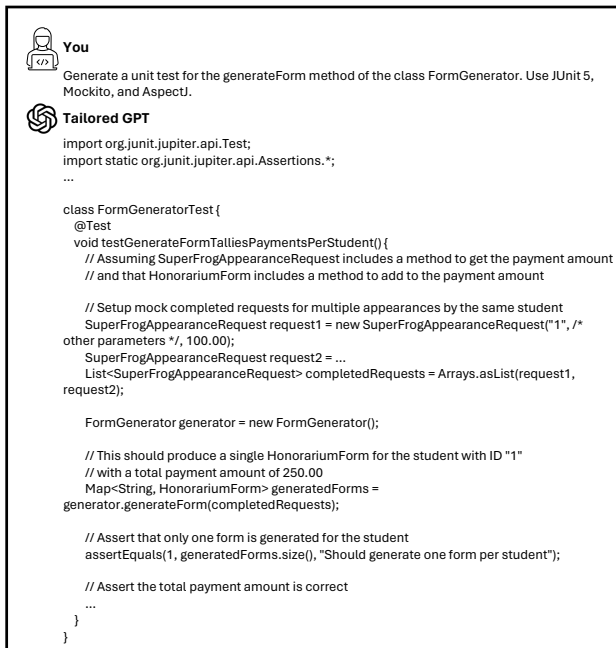 </>
You
Generate a unit test for the generateForm method of the class FormGenerator. Use JUnit 5,
Mockito, and AspectJ.
Tailored GPT
import org.junit.jupiter.api.Test;
import static org.junit.jupiter.api.Assertions.*;
...
class FormGeneratorTest {
@Test
void testGenerateFormTalliesPaymentsPerStudent() {
// Assuming SuperFrogAppearanceRequest includes a method to get the payment amount
// and that HonorariumForm includes a method to add to the payment amount
// Setup mock completed requests for multiple appearances by the same student
SuperFrogAppearanceRequest request1 = new SuperFrogAppearanceRequest("1", /*
other parameters */, 100.00);
SuperFrogAppearanceRequest request2 = ...
List<SuperFrogAppearanceRequest> completedRequests = Arrays.asList(request1,
request2);
FormGenerator generator = new FormGenerator();
// This should produce a single HonorariumForm for the student with ID "1"
// with a total payment amount of 250.00
Map<String, HonorariumForm> generatedForms =
generator.generateForm(completedRequests);
// Assert that only one form is generated for the student
assertEquals(1, generatedForms.size(), "Should generate one form per student");
// Assert the total payment amount is correct
...
}
}